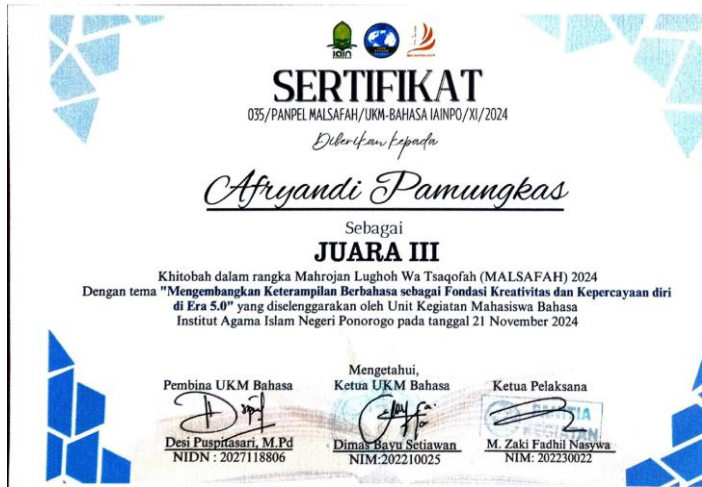 iain
SERTIFIKAT
035/PANPEL MALSAFAH/UKM-BAHASA IAINPO/XI/2024
Diberikan kepada
Afryandi Pamungkas
Sebagai
JUARA III
Khitobah dalam rangka Mahrojan Lughoh Wa Tsaqofah (MALSAFAH) 2024
Dengan tema "Mengembangkan Keterampilan Berbahasa sebagai Fondasi Kreativitas dan Kepercayaan diri
di Era 5.0" yang diselenggarakan oleh Unit Kegiatan Mahasiswa Bahasa
Institut Agama Islam Negeri Ponorogo pada tanggal 21 November 2024
Mengetahui,
Pembina UKM Bahasa Ketua UKM Bahasa Ketua Pelaksana
PANITIA
KEGIATAN
Desi Puspitasari, M.Pd Dimas Bayu Setiawan M. Zaki Fadhil Nasywa
NIDN : 2027118806 NIM:202210025 NIM: 202230022